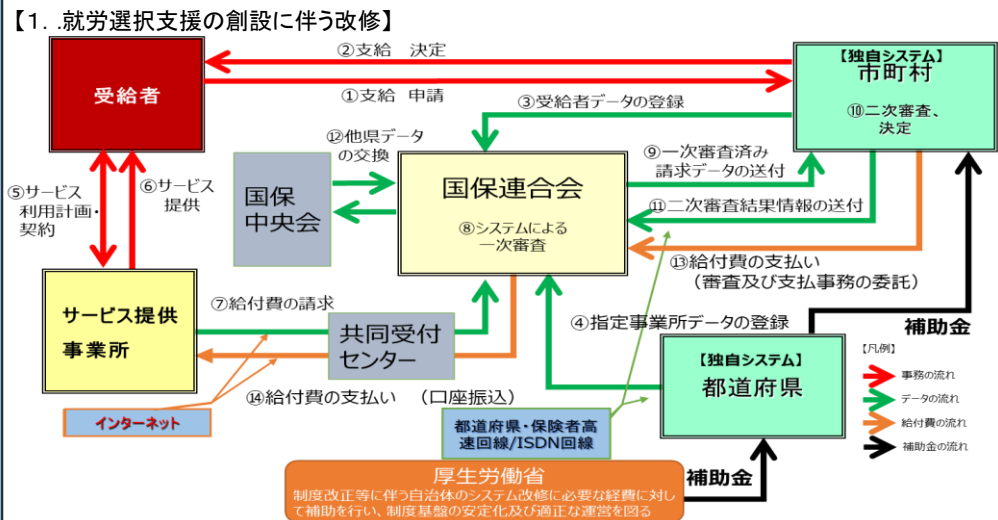 【1．.就労選択支援の創設に伴う改修】
②支給　決定
①支給　申請
受給者
【独自システム】
市町村
⑩二次審査、
決定
③受給者データの登録
⑫他県データ
の交換
⑨一次審査済み
請求データの送付
国保
中央会
国保連合会
⑧システムによる
一次審査
⑪二次審査結果情報の送付
⑤サービス
利用計画・
契約
⑥サービス
提供
⑬給付費の支払い
（審査及び支払事務の委託）
サービス提供
事業所
⑦給付費の請求
共同受付
センター
④指定事業所データの登録
補助金
【独自システム】
都道府県
【凡例】
事務の流れ
データの流れ
給付費の流れ
補助金の流れ
⑭給付費の支払い　（口座振込）
インターネット
都道府県・保険者高
速回線/ISDN回線
厚生労働省
制度改正等に伴う自治体のシステム改修に必要な経費に対し
て補助を行い、制度基盤の安定化及び適正な運営を図る
補助金